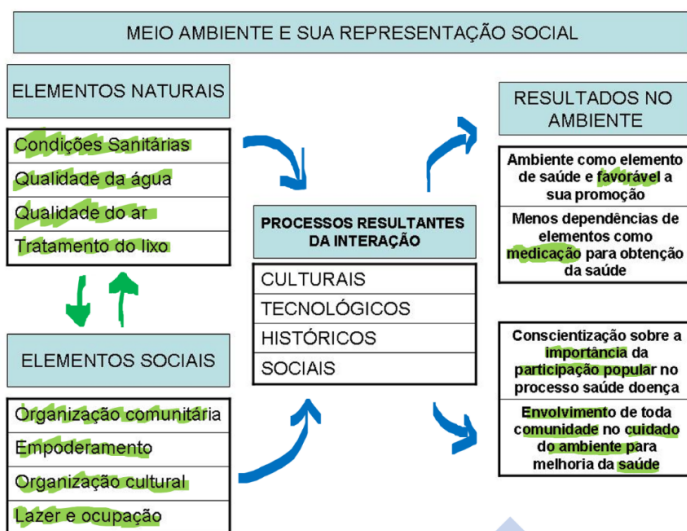 MEIO AMBIENTE E SUA REPRESENTAÇÃO SOCIAL
ELEMENTOS NATURAIS
Condições Sanitárias
Qualidade da água
Qualidade do ar
Tratamento do lixo
ELEMENTOS SOCIAIS
Organização comunitária
Empoderamento
Organização cultural
Lazer e ocupação
PROCESSOS RESULTANTES
DA INTERAÇÃO
CULTURAIS
TECNOLÓGICOS
HISTÓRICOS
SOCIAIS
RESULTADOS NO
AMBIENTE
Ambiente como elemento
de saúde e favorável a
sua promoção
Menos dependências de
elementos como
medicação para obtenção
da saúde
Conscientização sobre a
importância da
participação popular no
processo saúde doença
Envolvimento de toda
comunidade no cuidado
do ambiente para
melhoria da saúde